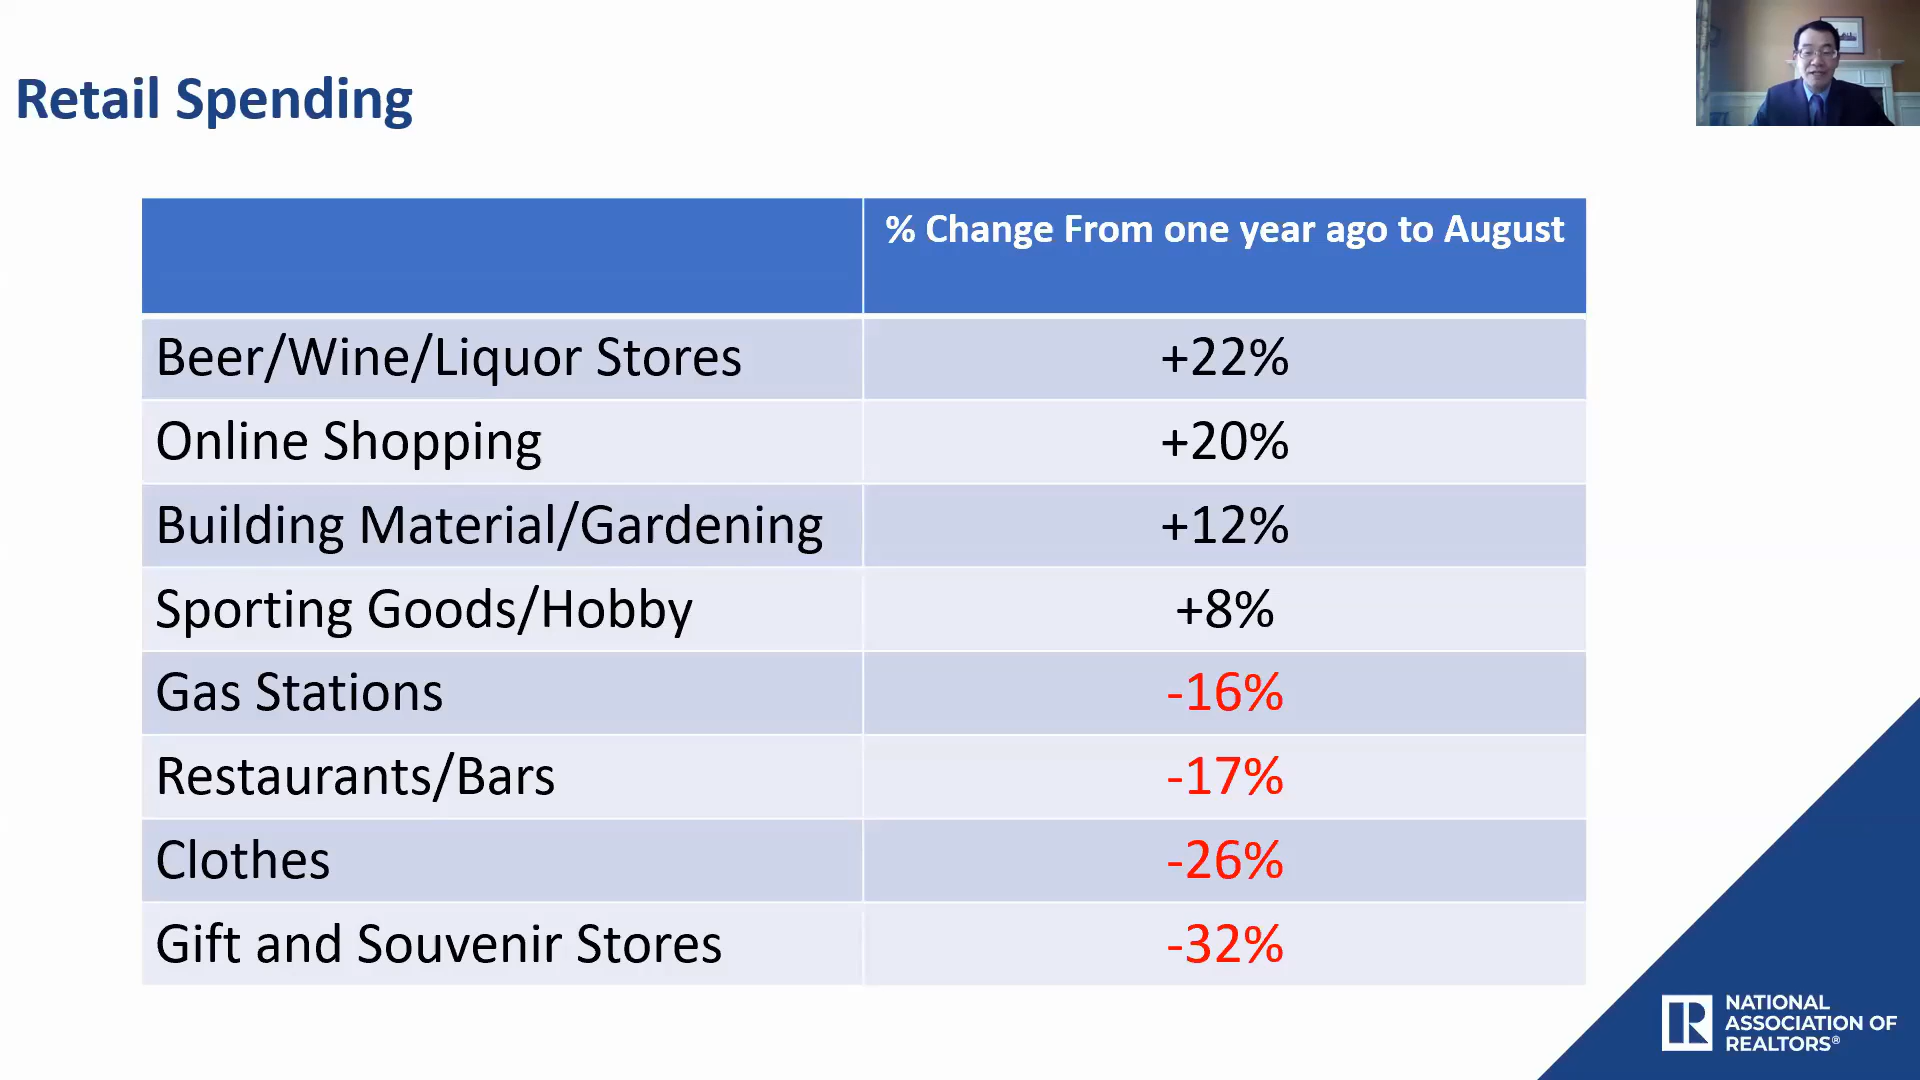 Retail Spending
% Change From one year ago to August
Beer/Wine/Liquor Stores +22%
Online Shopping +20%
Building Material/Gardening +12%
Sporting Goods/Hobby +8%
Gas Stations -16%
Restaurants/Bars -17%
Clothes -26%
Gift and Souvenir Stores -32%
NATIONAL
ASSOCIATION OF
REALTORS®